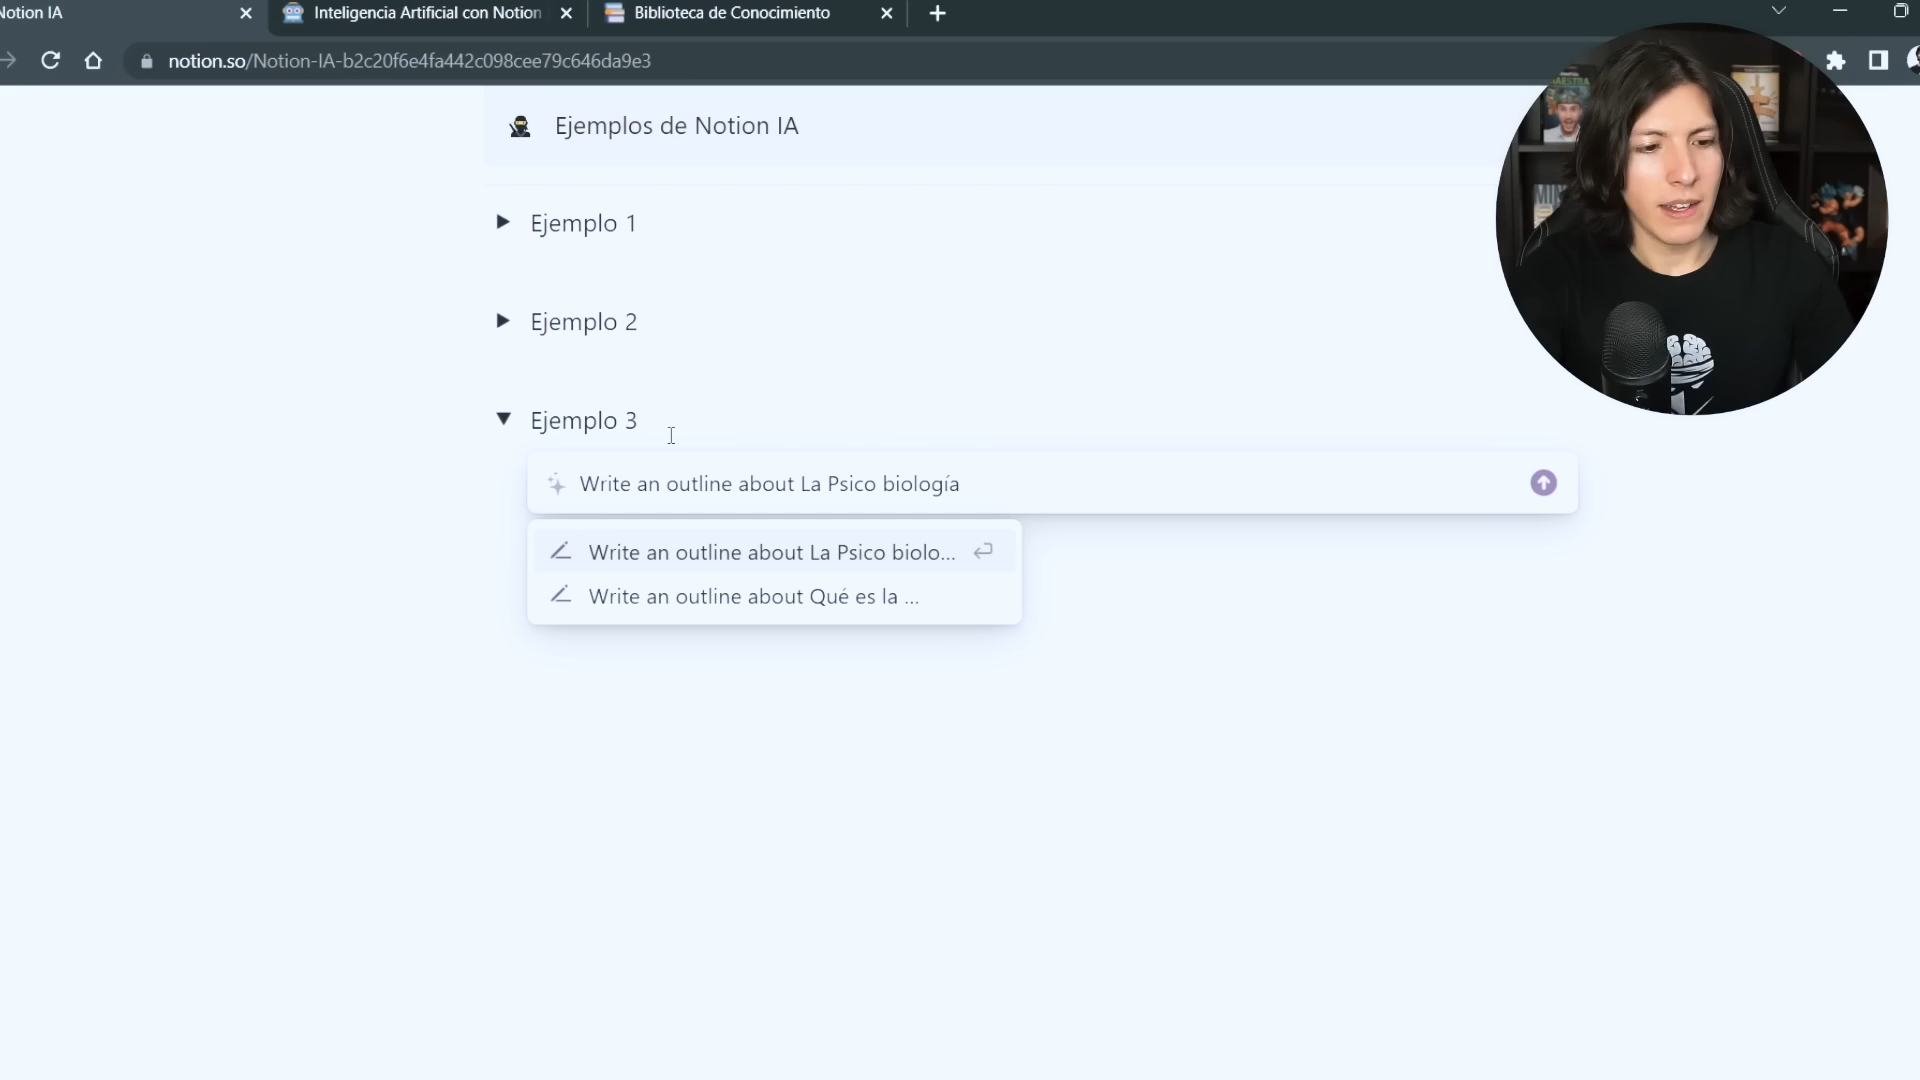 Notion IA
Inteligencia Artificial con Notion
Biblioteca de Conocimiento
notion.so/Notion-IA-b2c20f6e4fa442c098cee79c646da9e3
Ejemplos de Notion IA
Ejemplo 1
Ejemplo 2
Ejemplo 3
Write an outline about La Psico biología
Write an outline about La Psico biolo...
Write an outline about Qué es la ...